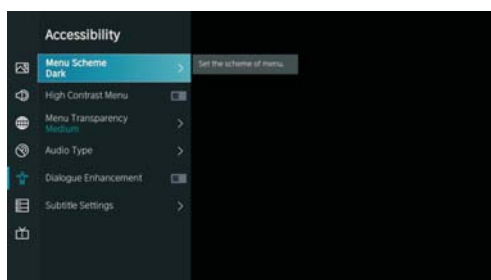 Accessibility
Menu Scheme
Dark
Set the scheme of menu.
High Contrast Menu
Menu Transparency
Medium
Audio Type
Dialogue Enhancement
Subtitle Settings